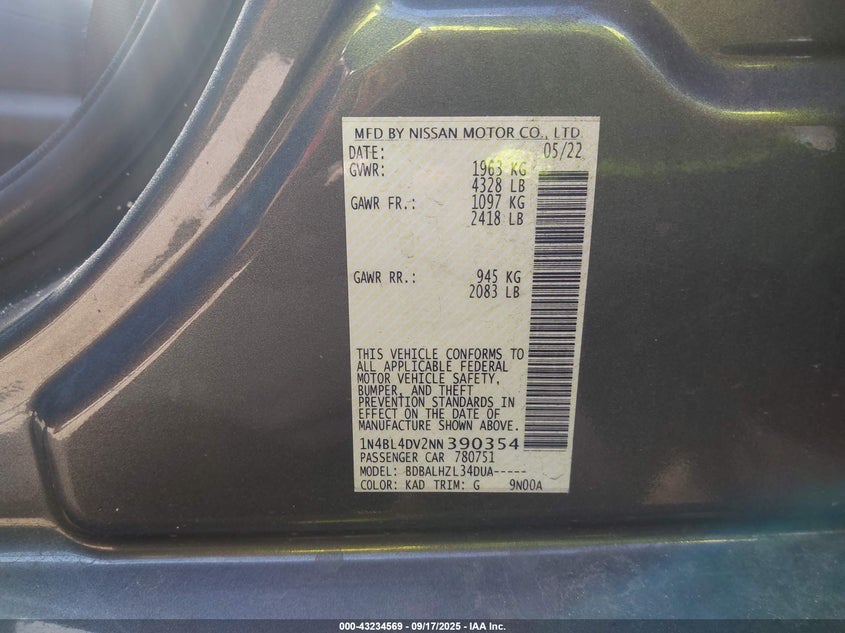 MFD BY NISSAN MOTOR CO., LTD
DATE: 05/22
GVWR: 1963 KG
4328 LB
GAWR FR.: 1097 KG
2418 LB
GAWR RR.: 945 KG
2083 LB
THIS VEHICLE CONFORMS TO
ALL APPLICABLE FEDERAL
MOTOR VEHICLE SAFETY,
BUMPER, AND THEFT
PREVENTION STANDARDS IN
EFFECT ON THE DATE OF
MANUFACTURE SHOWN ABOVE.
1N4BL4DV2NN390354
PASSENGER CAR 780751
MODEL: BDBALHZL34DUA-----
COLOR: KAD TRIM: G 9N00A
000-43234569 - 09/17/2025 - IAA Inc.